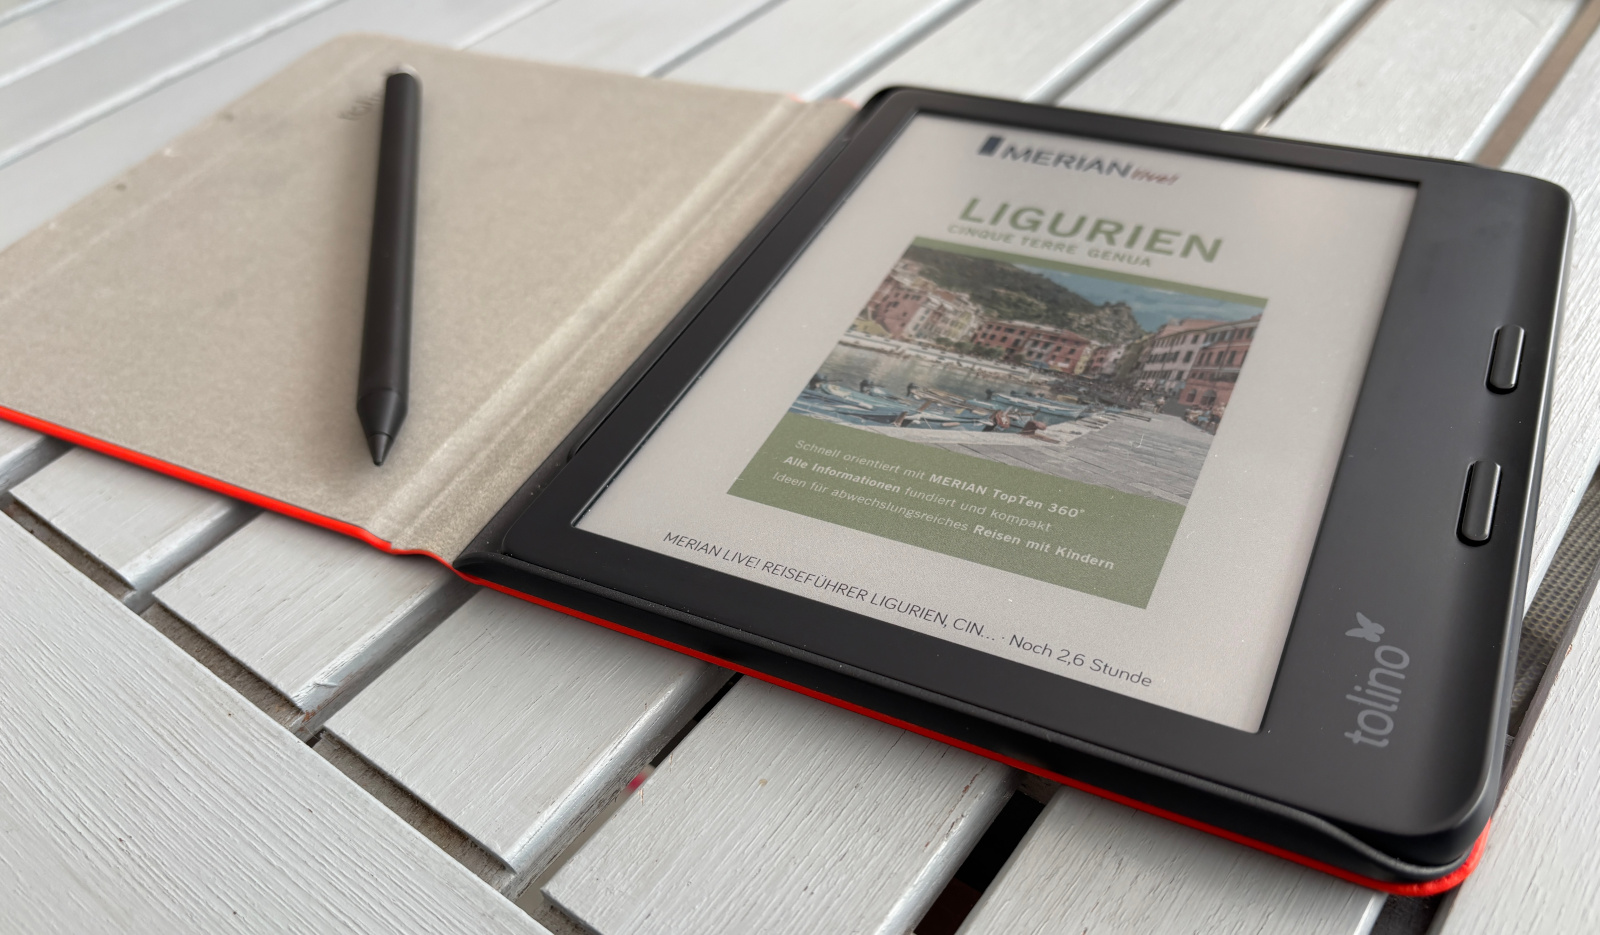 MERIAN live!
LIGURIEN
CINQUE TERRE GENUA
Schnell orientiert mit MERIAN TopTen 360°
Alle Informationen fundiert und kompakt
Ideen für abwechslungsreiches Reisen mit Kindern
MERIAN LIVE! REISEFÜHRER LIGURIEN, CIN... · Noch 2,6 Stunde
tolino